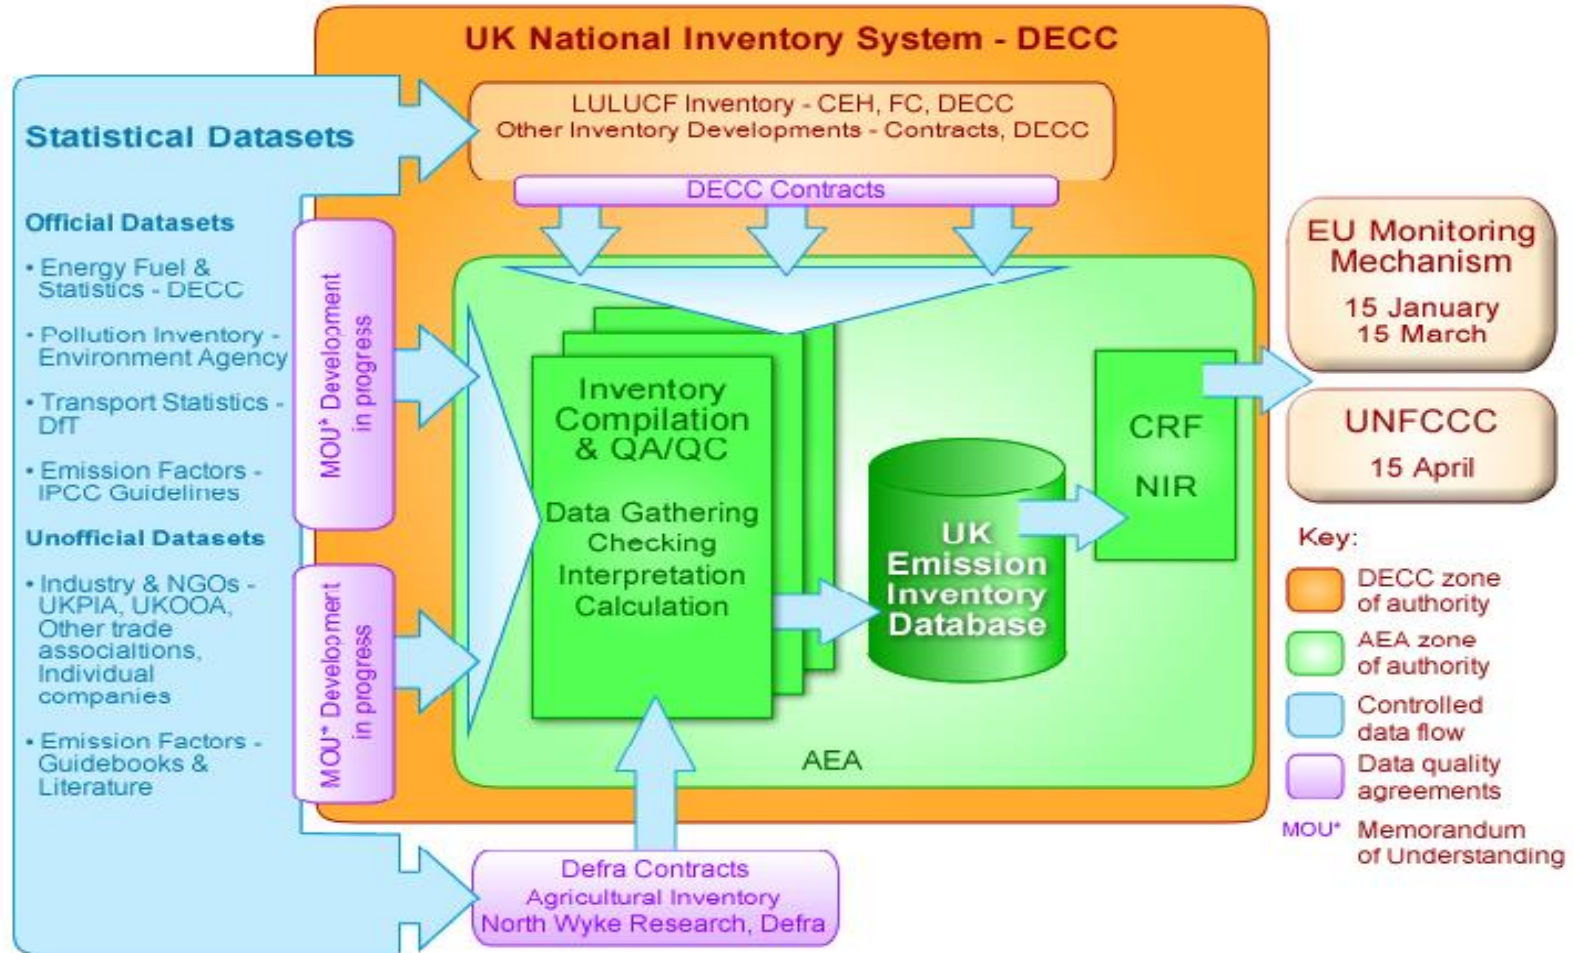 UK National Inventory System - DECC
Statistical Datasets
Official Datasets
• Energy Fuel &
Statistics - DECC
• Pollution Inventory -
Environment Agency
• Transport Statistics -
DfT
• Emission Factors -
IPCC Guidelines
Unofficial Datasets
• Industry & NGOs -
UKPIA, UKOOA,
Other trade
associaltions,
Individual
companies
• Emission Factors -
Guidebooks &
Literature
MOU* Development
in progress
MOU* Development
in progress
LULUCF Inventory - CEH, FC, DECC
Other Inventory Developments - Contracts, DECC
DECC Contracts
Inventory
Compilation
& QA/QC
Data Gathering
Checking
Interpretation
Calculation
UK
Emission
Inventory
Database
CRF
NIR
AEA
Defra Contracts
Agricultural Inventory
North Wyke Research, Defra
EU Monitoring
Mechanism
15 January
15 March
UNFCCC
15 April
Key:
DECC zone
of authority
AEA zone
of authority
Controlled
data flow
Data quality
agreements
MOU* Memorandum
of Understanding